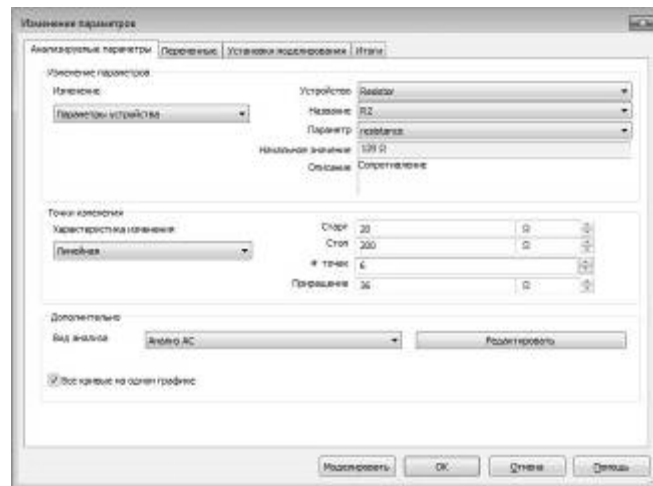 Изменение параметров
Анализируемые параметры Переменные Установки моделирования Итоги
Изменение параметров
Изменение
Параметры устройства
Устройство Resistor
Название R2
Параметр resistance
Начальное значение Ω
Описание Сопротивление
Точки изменения
Характеристика изменения
Линейная
Старт 20 Ω
Стоп 200 Ω
# точек 6
Приращение 36 Ω
Дополнительно
Вид анализа Анализ AC Редактировать
Все кривые на одном графике
Моделировать OK Отмена Помощь